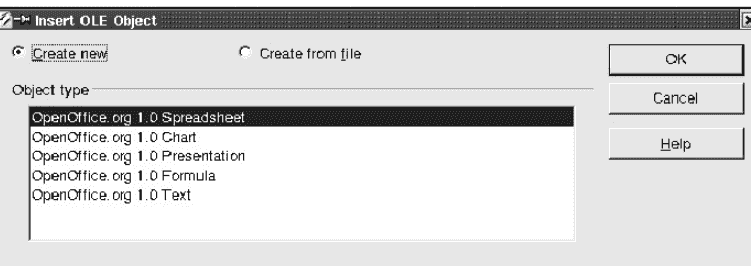 Insert OLE Object
Create new
Create from file
OK
Object type
Cancel
OpenOffice.org 1.0 Spreadsheet
OpenOffice.org 1.0 Chart
OpenOffice.org 1.0 Presentation
Help
OpenOffice.org 1.0 Formula
OpenOffice.org 1.0 Text